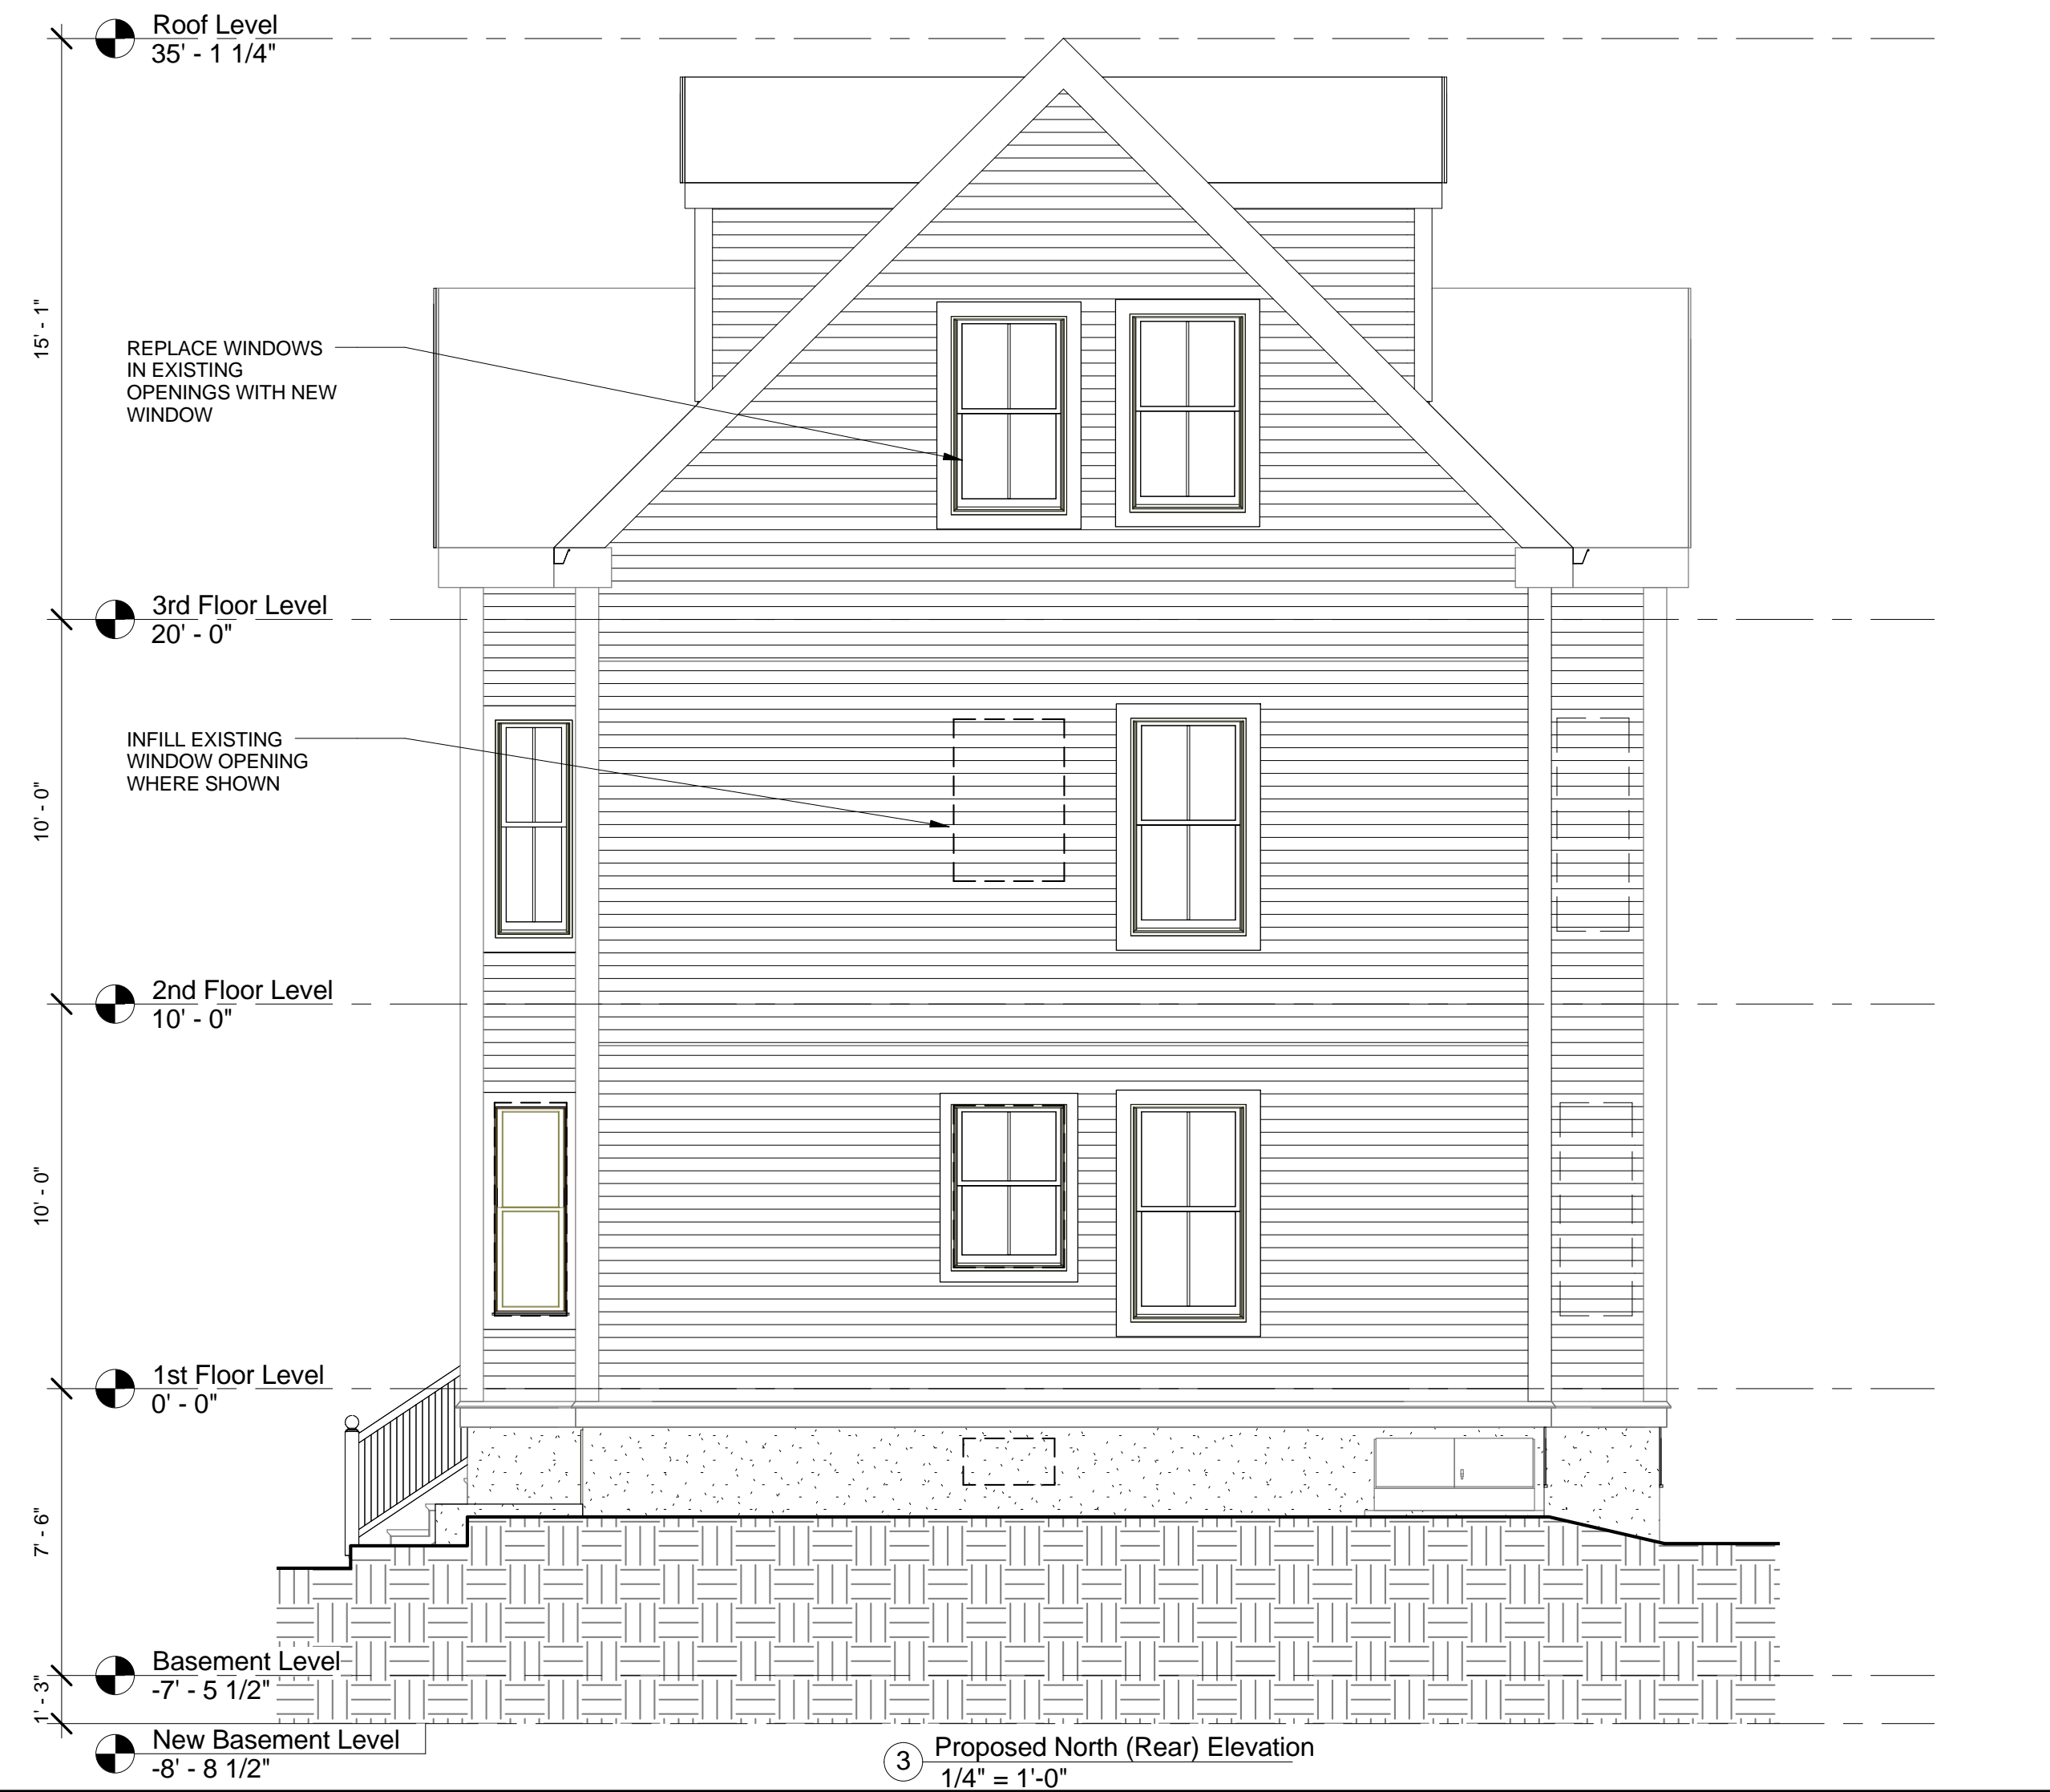 Roof Level
35' - 1 1/4"
15' - 1"
REPLACE WINDOWS
IN EXISTING
OPENINGS WITH NEW
WINDOW
3rd Floor Level
20' - 0"
10' - 0"
INFILL EXISTING
WINDOW OPENING
WHERE SHOWN
2nd Floor Level
10' - 0"
10' - 0"
1st Floor Level
0' - 0"
7' - 6"
Basement Level
-7' - 5 1/2"
1' - 3"
New Basement Level
-8' - 8 1/2"
3
Proposed North (Rear) Elevation
1/4" = 1'-0"